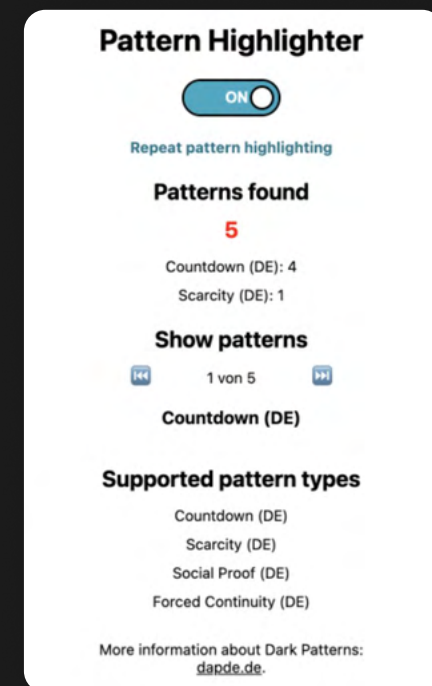 Pattern Highlighter
ON
Repeat pattern highlighting
Patterns found
5
Countdown (DE): 4
Scarcity (DE): 1
Show patterns
⏮ 1 von 5 ⏭
Countdown (DE)
Supported pattern types
Countdown (DE)
Scarcity (DE)
Social Proof (DE)
Forced Continuity (DE)
More information about Dark Patterns:
dapde.de.